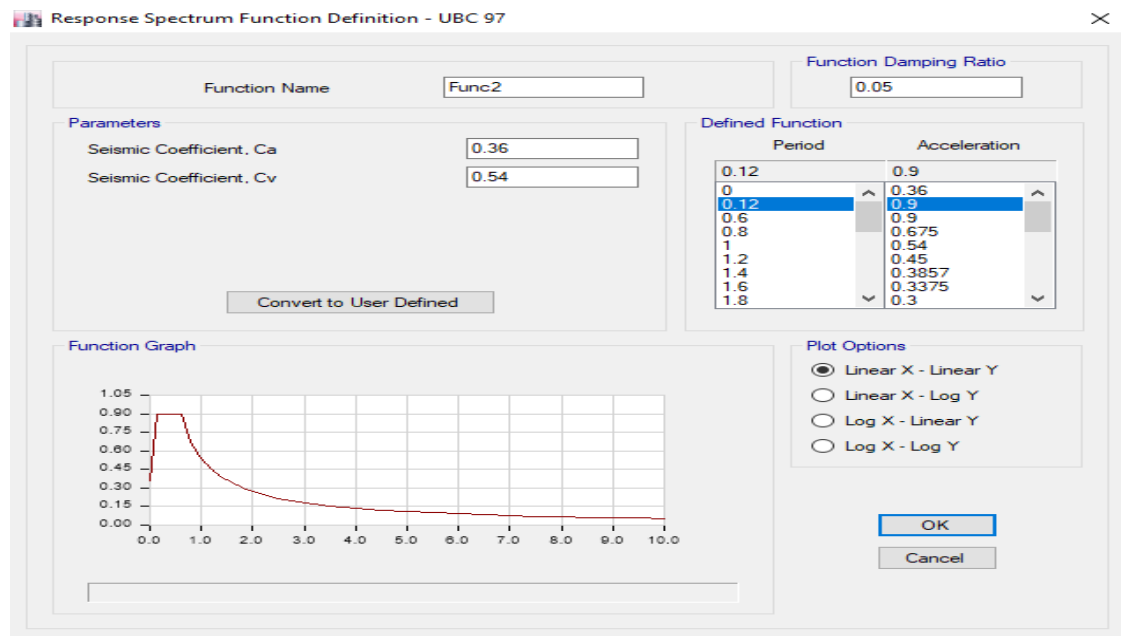 Response Spectrum Function Definition - UBC 97
Function Damping Ratio
Function Name Func2 0.05
Parameters
Seismic Coefficient, Ca 0.36
Seismic Coefficient, Cv 0.54
Convert to User Defined
Defined Function
Period Acceleration
0.12 0.9
0 0.36
0.12 0.9
0.6 0.9
0.8 0.675
1 0.54
1.2 0.45
1.4 0.3857
1.6 0.3375
1.8 0.3
Function Graph
1.05
0.90
0.75
0.60
0.45
0.30
0.15
0.00
0.0 1.0 2.0 3.0 4.0 5.0 6.0 7.0 8.0 9.0 10.0
Plot Options
Linear X - Linear Y
Linear X - Log Y
Log X - Linear Y
Log X - Log Y
OK
Cancel